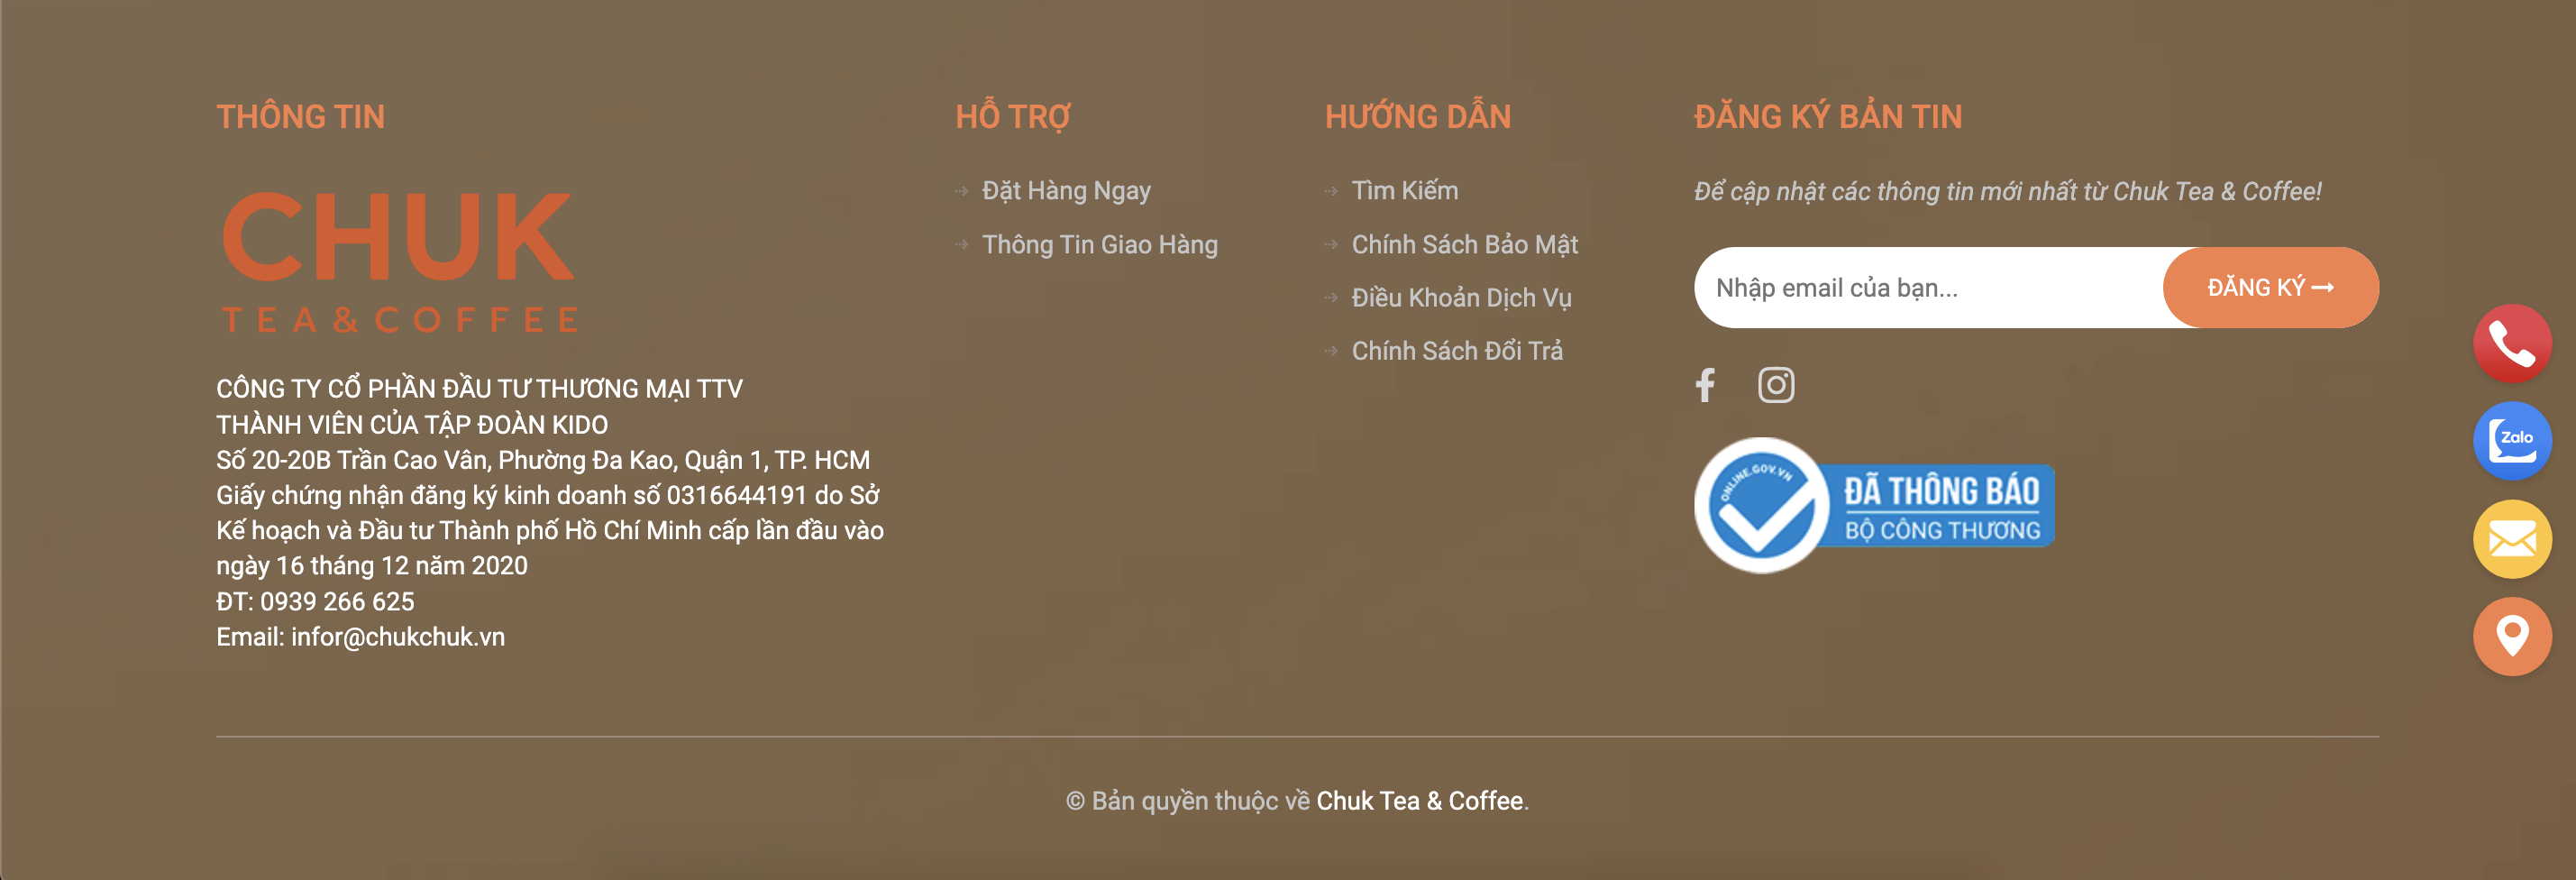 THÔNG TIN
CHUK
TEA&COFFEE
CÔNG TY CỔ PHẦN ĐẦU TƯ THƯƠNG MẠI TTV
THÀNH VIÊN CỦA TẬP ĐOÀN KIDO
Số 20-20B Trần Cao Vân, Phường Đa Kao, Quận 1, TP. HCM
Giấy chứng nhận đăng ký kinh doanh số 0316644191 do Sở
Kế hoạch và Đầu tư Thành phố Hồ Chí Minh cấp lần đầu vào
ngày 16 tháng 12 năm 2020
ĐT: 0939 266 625
Email: infor@chukchuk.vn
HỖ TRỢ
Đặt Hàng Ngay
Thông Tin Giao Hàng
HƯỚNG DẪN
Tìm Kiếm
Chính Sách Bảo Mật
Điều Khoản Dịch Vụ
Chính Sách Đổi Trả
ĐĂNG KÝ BẢN TIN
Để cập nhật các thông tin mới nhất từ Chuk Tea & Coffee!
Nhập email của bạn...
ĐĂNG KÝ
ONLINE.GOV.VN
ĐÃ THÔNG BÁO
BỘ CÔNG THƯƠNG
Zalo
© Bản quyền thuộc về Chuk Tea & Coffee.